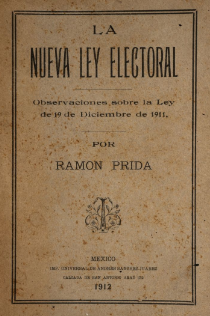 LA
NUEVA LEY ELECTORAL
Observaciones sobre la Ley
de 19 de Diciembre de 1911,
POR
RAMON PRIDA
MEXICO
1912